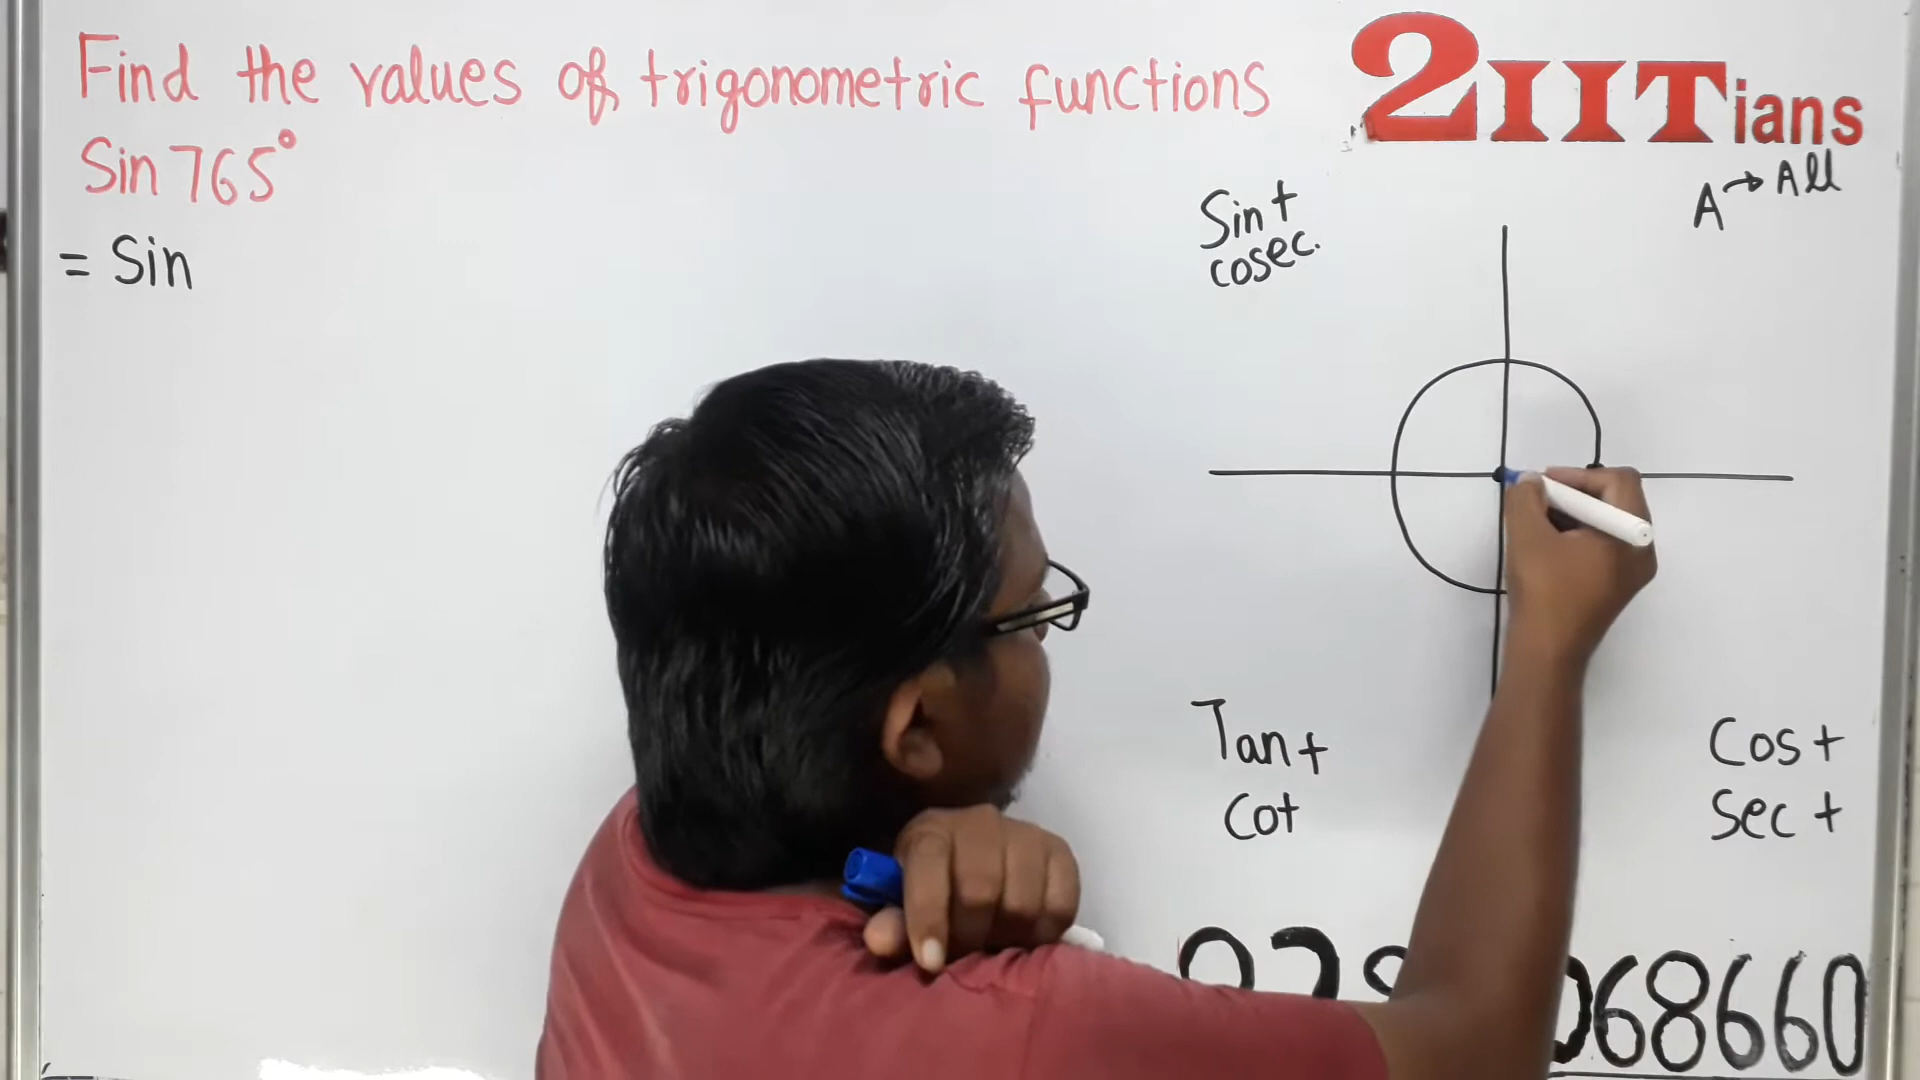 Find the values of trigonometric functions
Sin 765°
= Sin
2IITians
A → All
Sin +
cosec.
Tan +
Cot
Cos +
Sec +
068660